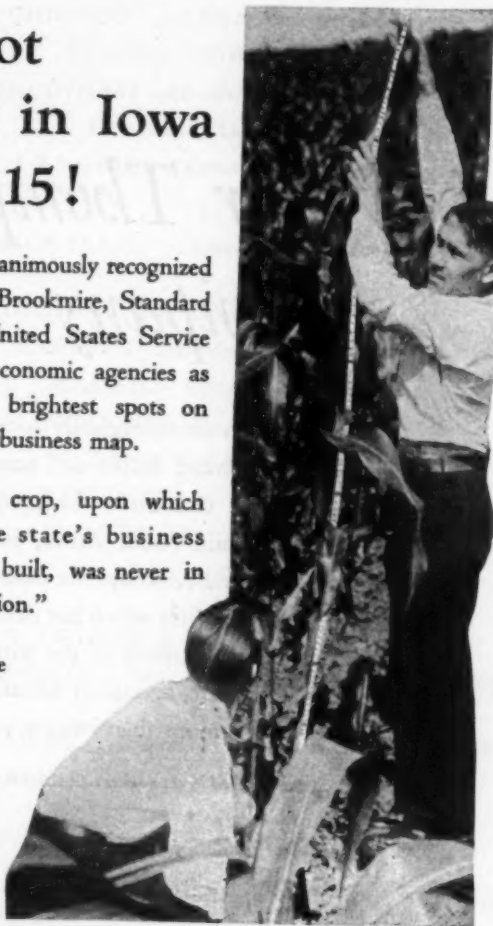 ot
in Iowa
15!
animously recognized
Brookmire, Standard
nited States Service
conomic agencies as
brightest spots on
business map.
crop, upon which
e state's business
built, was never in
ion."
e